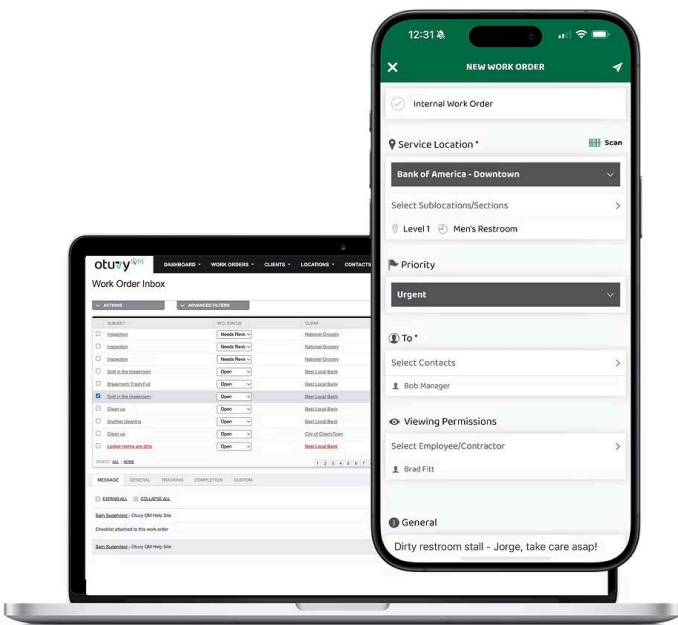 12:31
NEW WORK ORDER
Internal Work Order
Service Location *
Scan
Bank of America - Downtown
Select Sublocations/Sections
Level 1 Men's Restroom
Priority
Urgent
To *
Select Contacts
Bob Manager
Viewing Permissions
Select Employee/Contractor
Brad Fitt
General
Dirty restroom stall - Jorge, take care asap!
otuvy QM
DASHBOARD WORK ORDERS CLIENTS LOCATIONS CONTACTS
Work Order Inbox
ACTIONS ADVANCED FILTERS
SUBJECT W.O. STATUS CLIENT
Inspection Needs Revie National Grocery
Inspection Needs Revie National Grocery
Inspection Needs Revie National Grocery
Spill in the breakroom Open Best Local Bank
Breakroom Trash Full Open Best Local Bank
Spill in the breakroom Open Best Local Bank
Clean up Open Best Local Bank
Another cleaning Open Best Local Bank
Clean up Open City of CharmTown
Locker rooms are dirty Open Best Local Bank
SELECT: ALL | NONE 1 2 3 4 5 6 7
MESSAGE GENERAL TRACKING COMPLETION CUSTOM
EXPAND ALL COLLAPSE ALL
Sam Supervisor - Otuvy QM Help Site
Checklist attached to this work order
Sam Supervisor - Otuvy QM Help Site